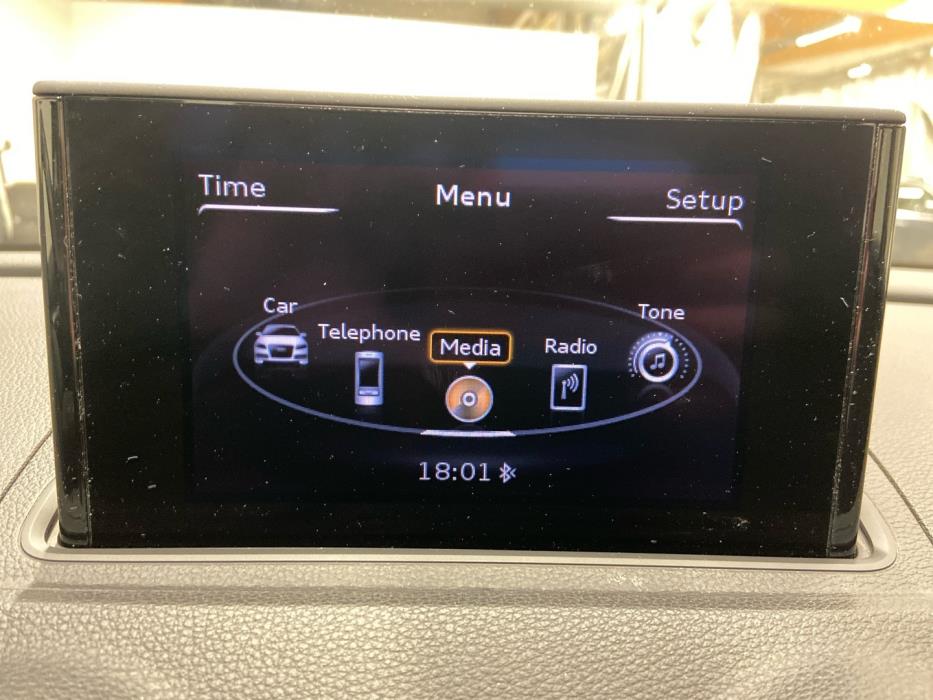 Time
Menu
Setup
Car
Telephone
Media
Radio
Tone
18:01